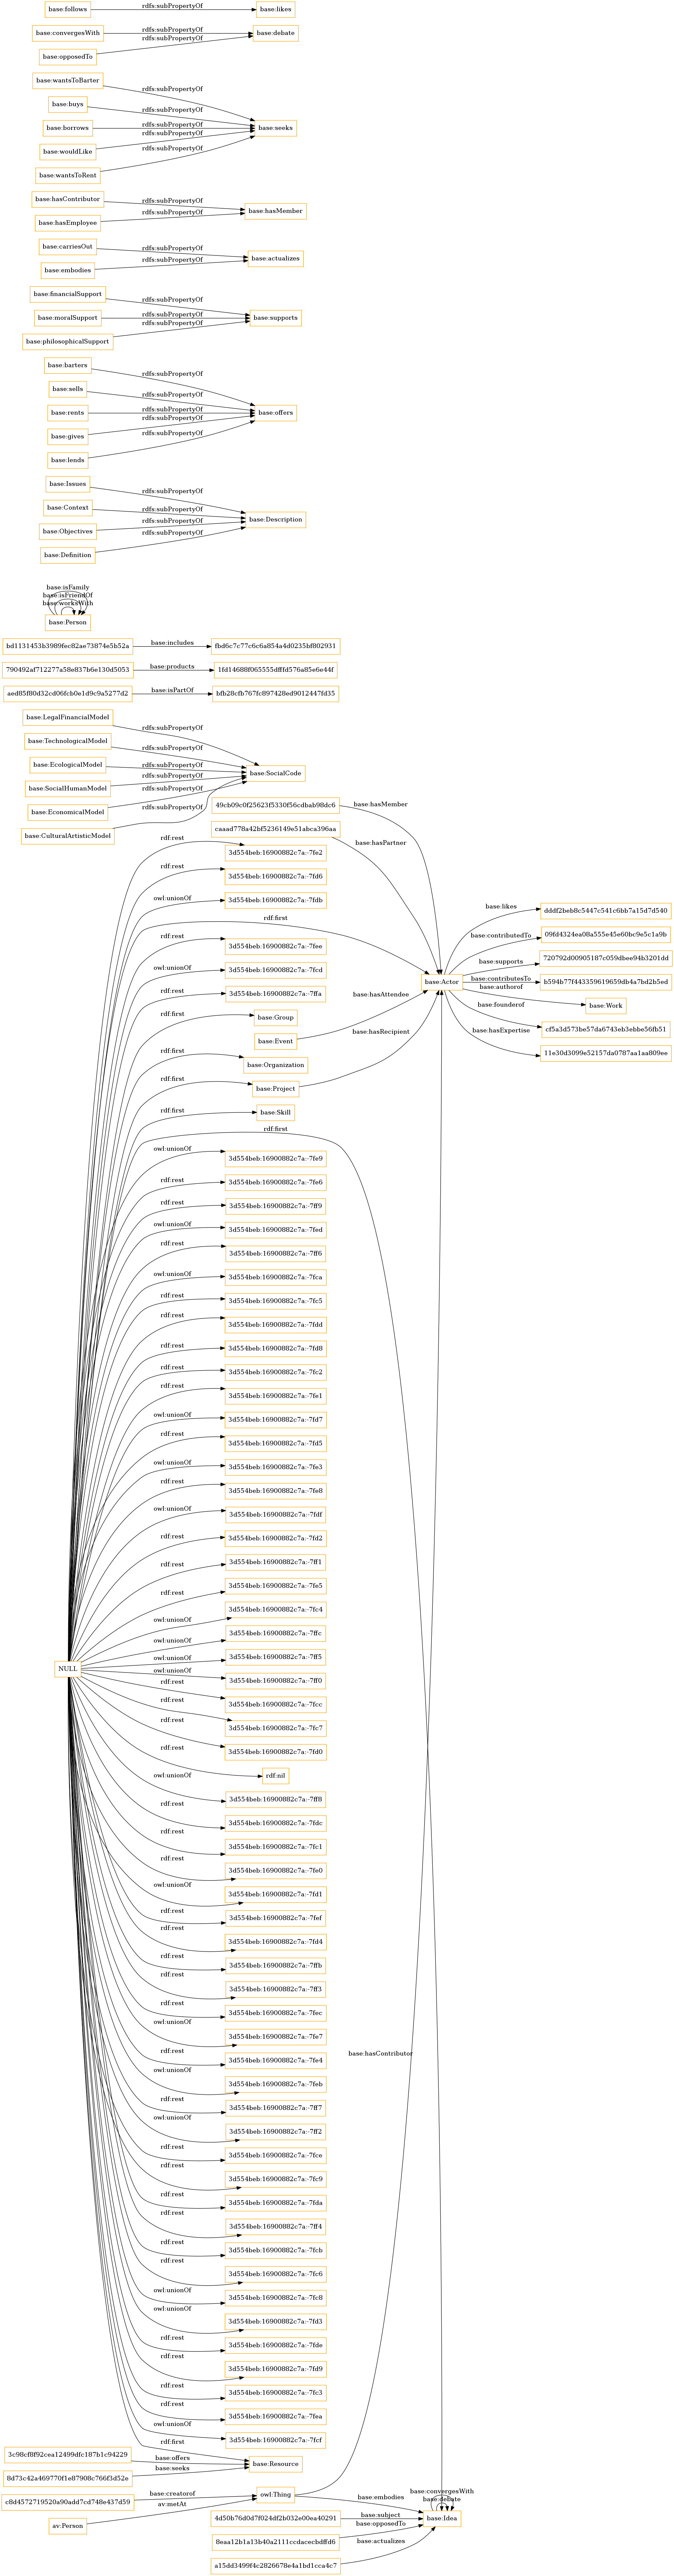 base:follows
rdfs:subPropertyOf
base:likes
base:convergesWith
rdfs:subPropertyOf
base:debate
base:opposedTo
rdfs:subPropertyOf
base:wantsToBarter
rdfs:subPropertyOf
base:buys
rdfs:subPropertyOf
base:borrows
rdfs:subPropertyOf
base:seeks
base:wouldLike
rdfs:subPropertyOf
base:wantsToRent
rdfs:subPropertyOf
base:hasContributor
rdfs:subPropertyOf
base:hasMember
base:hasEmployee
rdfs:subPropertyOf
base:carriesOut
rdfs:subPropertyOf
base:actualizes
base:embodies
rdfs:subPropertyOf
base:financialSupport
rdfs:subPropertyOf
base:moralSupport
rdfs:subPropertyOf
base:supports
base:philosophicalSupport
rdfs:subPropertyOf
base:barters
rdfs:subPropertyOf
base:sells
rdfs:subPropertyOf
base:rents
rdfs:subPropertyOf
base:offers
base:gives
rdfs:subPropertyOf
base:lends
rdfs:subPropertyOf
base:Issues
rdfs:subPropertyOf
base:Context
rdfs:subPropertyOf
base:Description
base:Objectives
rdfs:subPropertyOf
base:Definition
rdfs:subPropertyOf
base:isFamily
base:isFriendOf
base:worksWith
base:Person
bd1131453b3989fec82ae73874e5b52a
base:includes
fbd6c7c77c6c6a854a4d0235bf802931
790492af712277a58e837b6e130d5053
base:products
1fd14688f065555dfffd576a85e6e44f
aed85f80d32cd06fcb0e1d9c9a5277d2
base:isPartOf
bfb28cfb767fc897428ed9012447fd35
base:LegalFinancialModel
rdfs:subPropertyOf
base:TechnologicalModel
rdfs:subPropertyOf
base:EcologicalModel
rdfs:subPropertyOf
base:SocialCode
base:SocialHumanModel
rdfs:subPropertyOf
base:EconomicalModel
rdfs:subPropertyOf
base:CulturalArtisticModel
rdfs:subPropertyOf
49cb09c0f25623f5330f56cdbab98dc6
base:hasMember
caaad778a42bf5236149e51abca396aa
base:hasPartner
rdf:rest
3d554beb:16900882c7a:-7fe2
rdf:rest
3d554beb:16900882c7a:-7fd6
owl:unionOf
3d554beb:16900882c7a:-7fdb
rdf:first
rdf:rest
3d554beb:16900882c7a:-7fee
owl:unionOf
3d554beb:16900882c7a:-7fcd
rdf:rest
3d554beb:16900882c7a:-7ffa
base:Actor
base:likes
dddf2beb8c5447c541c6bb7a15d7d540
base:contributedTo
09fd4324ea08a555e45e60bc9e5c1a9b
base:supports
720792d00905187c059dbee94b3201dd
base:contributesTo
b594b77f443359619659db4a7bd2b5ed
base:authorof
base:Work
base:founderof
cf5a3d573be57da6743eb3ebbe56fb51
base:hasExpertise
11e30d3099e52157da0787aa1aa809ee
rdf:first
base:Group
base:Event
base:hasAttendee
rdf:first
base:Organization
rdf:first
base:Project
base:hasRecipient
rdf:first
base:Skill
rdf:first
owl:unionOf
3d554beb:16900882c7a:-7fe9
rdf:rest
3d554beb:16900882c7a:-7fe6
rdf:rest
3d554beb:16900882c7a:-7ff9
owl:unionOf
3d554beb:16900882c7a:-7fed
rdf:rest
3d554beb:16900882c7a:-7ff6
owl:unionOf
3d554beb:16900882c7a:-7fca
rdf:rest
3d554beb:16900882c7a:-7fc5
rdf:rest
3d554beb:16900882c7a:-7fdd
rdf:rest
3d554beb:16900882c7a:-7fd8
rdf:rest
3d554beb:16900882c7a:-7fc2
rdf:rest
3d554beb:16900882c7a:-7fe1
owl:unionOf
3d554beb:16900882c7a:-7fd7
rdf:rest
3d554beb:16900882c7a:-7fd5
owl:unionOf
3d554beb:16900882c7a:-7fe3
rdf:rest
3d554beb:16900882c7a:-7fe8
owl:unionOf
3d554beb:16900882c7a:-7fdf
rdf:rest
3d554beb:16900882c7a:-7fd2
rdf:rest
3d554beb:16900882c7a:-7ff1
rdf:rest
3d554beb:16900882c7a:-7fe5
owl:unionOf
3d554beb:16900882c7a:-7fc4
owl:unionOf
3d554beb:16900882c7a:-7ffc
owl:unionOf
3d554beb:16900882c7a:-7ff5
NULL
owl:unionOf
3d554beb:16900882c7a:-7ff0
rdf:rest
3d554beb:16900882c7a:-7fcc
rdf:rest
3d554beb:16900882c7a:-7fc7
rdf:rest
3d554beb:16900882c7a:-7fd0
rdf:rest
rdf:nil
owl:unionOf
3d554beb:16900882c7a:-7ff8
rdf:rest
3d554beb:16900882c7a:-7fdc
rdf:rest
3d554beb:16900882c7a:-7fc1
rdf:rest
3d554beb:16900882c7a:-7fe0
owl:unionOf
3d554beb:16900882c7a:-7fd1
rdf:rest
3d554beb:16900882c7a:-7fef
rdf:rest
3d554beb:16900882c7a:-7fd4
rdf:rest
3d554beb:16900882c7a:-7ffb
rdf:rest
3d554beb:16900882c7a:-7ff3
rdf:rest
3d554beb:16900882c7a:-7fec
owl:unionOf
3d554beb:16900882c7a:-7fe7
rdf:rest
3d554beb:16900882c7a:-7fe4
base:hasContributor
owl:unionOf
3d554beb:16900882c7a:-7feb
rdf:rest
3d554beb:16900882c7a:-7ff7
owl:unionOf
3d554beb:16900882c7a:-7ff2
rdf:rest
3d554beb:16900882c7a:-7fce
rdf:rest
3d554beb:16900882c7a:-7fc9
rdf:rest
3d554beb:16900882c7a:-7fda
rdf:rest
3d554beb:16900882c7a:-7ff4
rdf:rest
3d554beb:16900882c7a:-7fcb
rdf:rest
3d554beb:16900882c7a:-7fc6
owl:unionOf
3d554beb:16900882c7a:-7fc8
owl:unionOf
3d554beb:16900882c7a:-7fd3
rdf:rest
3d554beb:16900882c7a:-7fde
rdf:rest
3d554beb:16900882c7a:-7fd9
rdf:rest
3d554beb:16900882c7a:-7fc3
rdf:rest
3d554beb:16900882c7a:-7fea
owl:unionOf
3d554beb:16900882c7a:-7fcf
rdf:first
3c98cf8f92cea12499dfc187b1c94229
base:offers
base:Resource
8d73c42a469770f1e87908c766f3d52e
base:seeks
c8d4572719520a90add7cd748e437d59
base:creatorof
owl:Thing
base:embodies
av:Person
av:metAt
base:convergesWith
base:debate
4d50b76d0d7f024df2b032e00ea40291
base:subject
base:Idea
8eaa12b1a13b40a2111ccdacecbdffd6
base:opposedTo
a15dd3499f4c2826678e4a1bd1cca4c7
base:actualizes